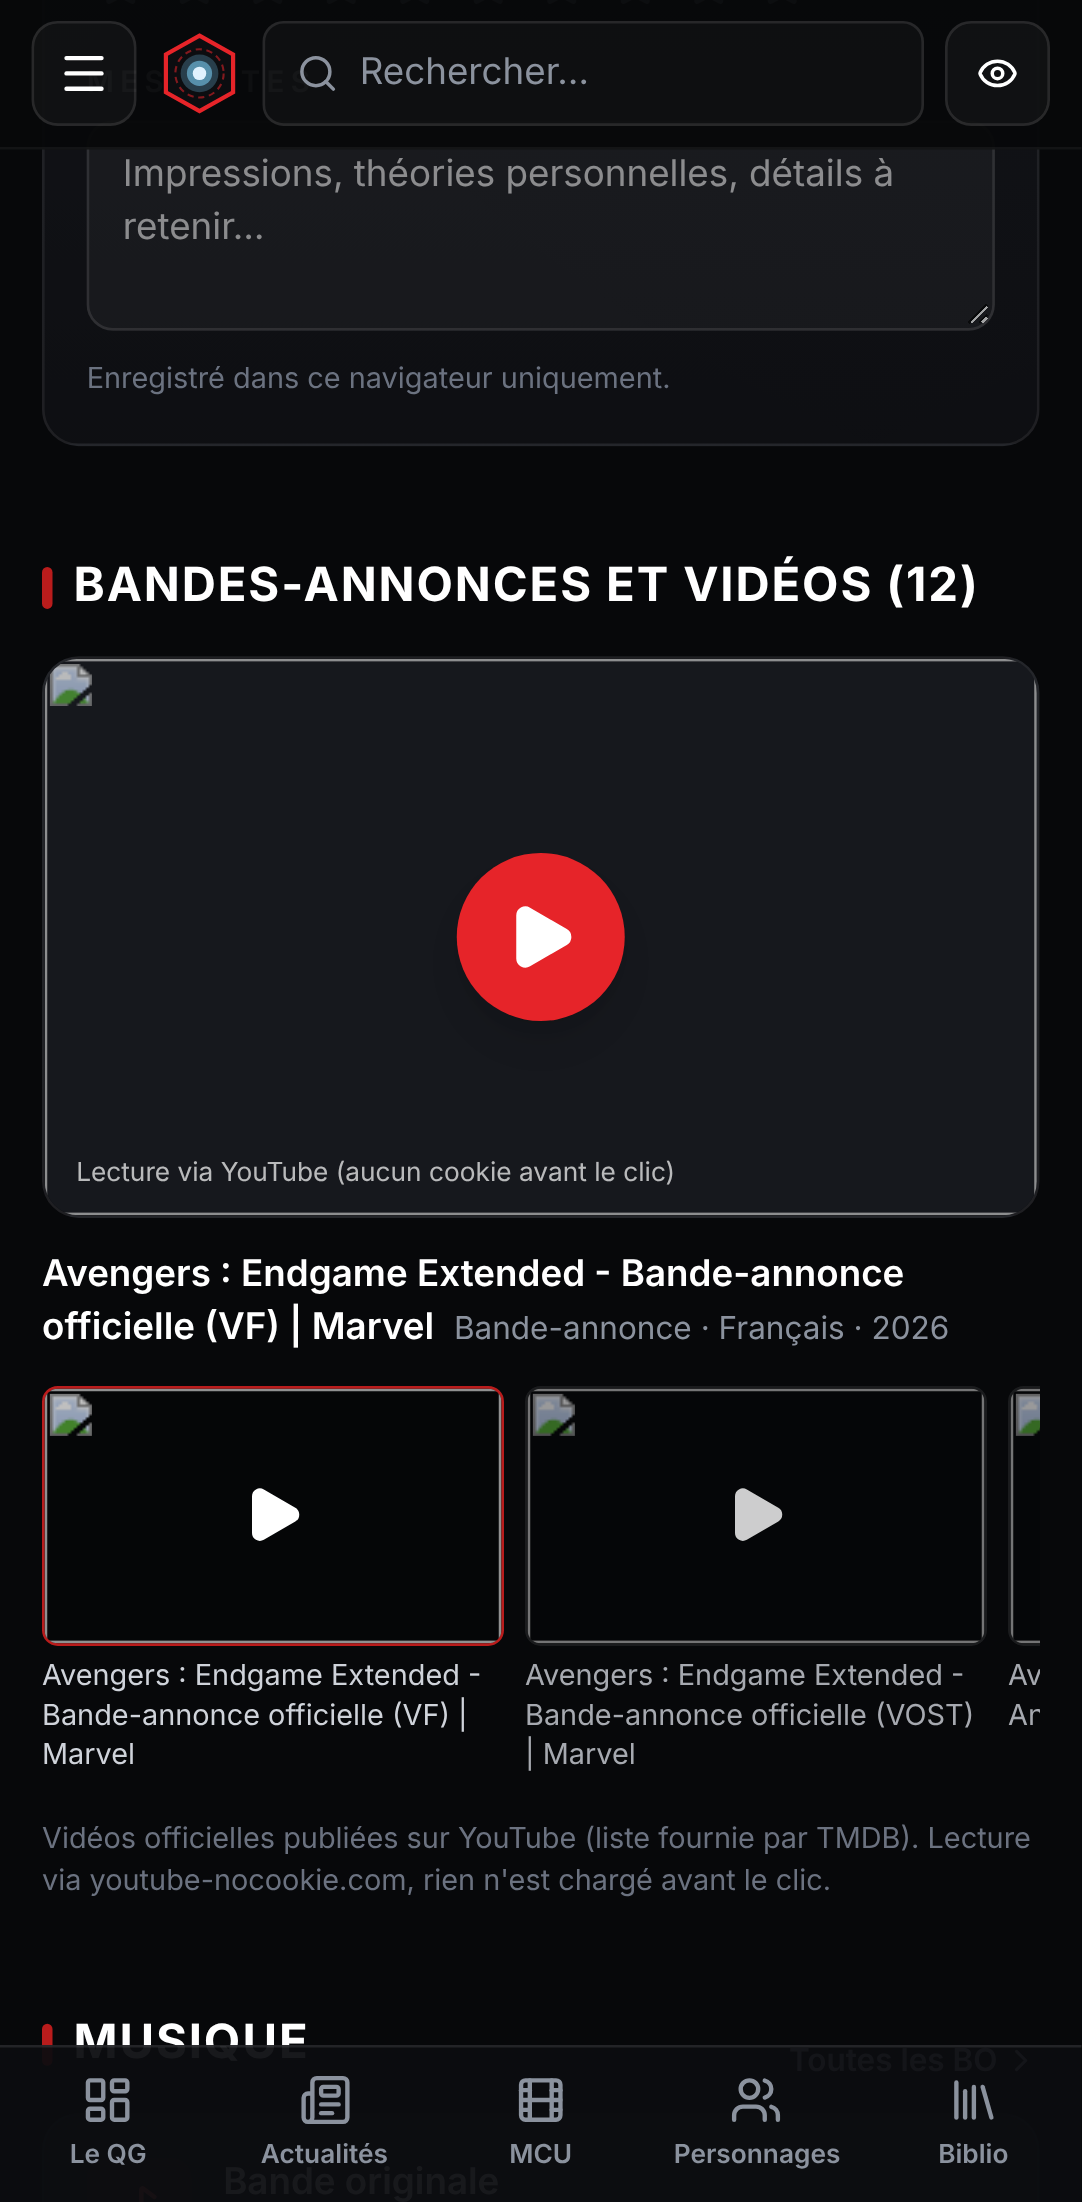 Rechercher...
Impressions, théories personnelles, détails à
retenir...
Enregistré dans ce navigateur uniquement.
BANDES-ANNONCES ET VIDÉOS (12)
Lecture via YouTube (aucun cookie avant le clic)
Avengers : Endgame Extended - Bande-annonce
officielle (VF) | Marvel Bande-annonce · Français · 2026
Avengers : Endgame Extended -
Bande-annonce officielle (VF) |
Marvel
Avengers : Endgame Extended -
Bande-annonce officielle (VOST)
| Marvel
Av
An
Vidéos officielles publiées sur YouTube (liste fournie par TMDB). Lecture
via youtube-nocookie.com, rien n'est chargé avant le clic.
MUSIQUE
Toutes les BO
Le QG
Actualités
MCU
Personnages
Biblio
Bande originale